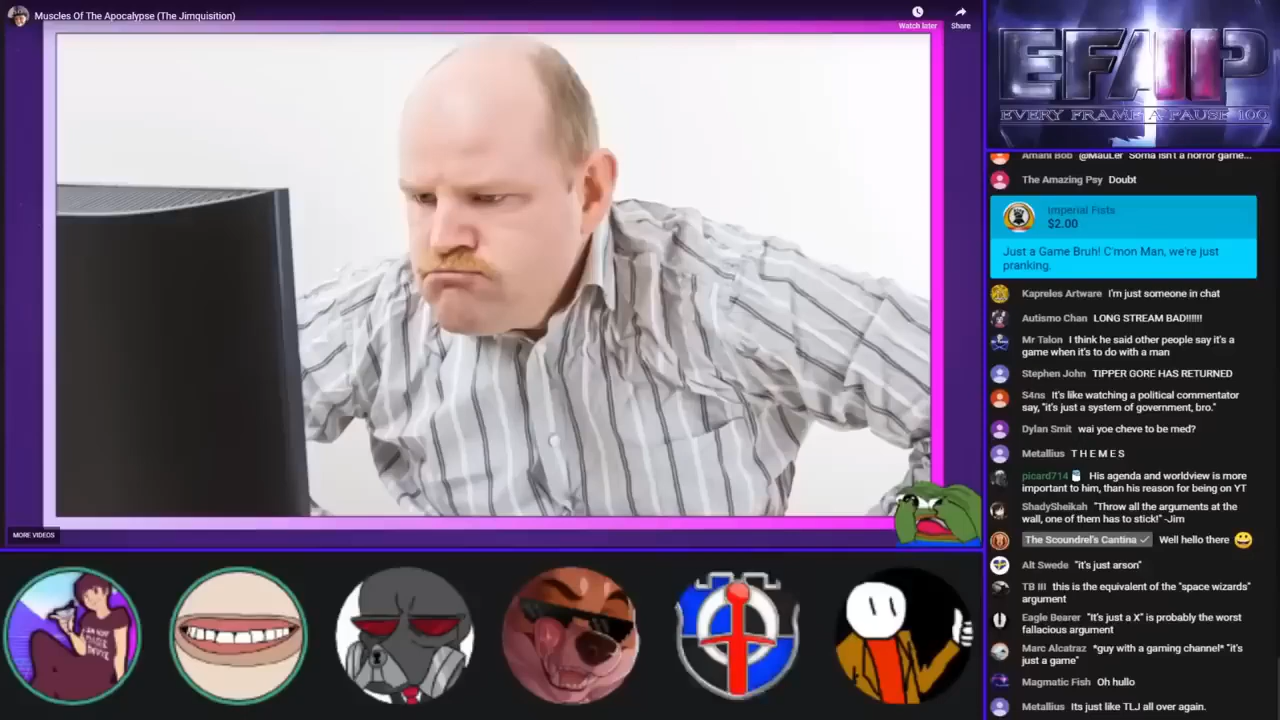 Muscles Of The Apocalypse (The Jimquisition)
Watch later
Share
MORE VIDEOS
EFAP
EVERY FRAME A PAUSE 100
Amani Bob @MauLer Soma isn't a horror game...
The Amazing Psy Doubt
Imperial Fists
$2.00
Just a Game Bruh! C'mon Man, we're just
pranking.
Kapreles Artware I'm just someone in chat
Autismo Chan LONG STREAM BAD!!!!!!
Mr Talon I think he said other people say it's a
game when it's to do with a man
Stephen John TIPPER GORE HAS RETURNED
S4ns It's like watching a political commentator
say, "it's just a system of government, bro."
Dylan Smit wai yoe cheve to be med?
Metallius T H E M E S
picard714 His agenda and worldview is more
important to him, than his reason for being on YT
ShadySheikah "Throw all the arguments at the
wall, one of them has to stick!" -Jim
The Scoundrel's Cantina Well hello there
Alt Swede "it's just arson"
TB III this is the equivalent of the "space wizards"
argument
Eagle Bearer "It's just a X" is probably the worst
fallacious argument
Marc Alcatraz *guy with a gaming channel* "it's
just a game"
Magmatic Fish Oh hullo
Metallius Its just like TLJ all over again.